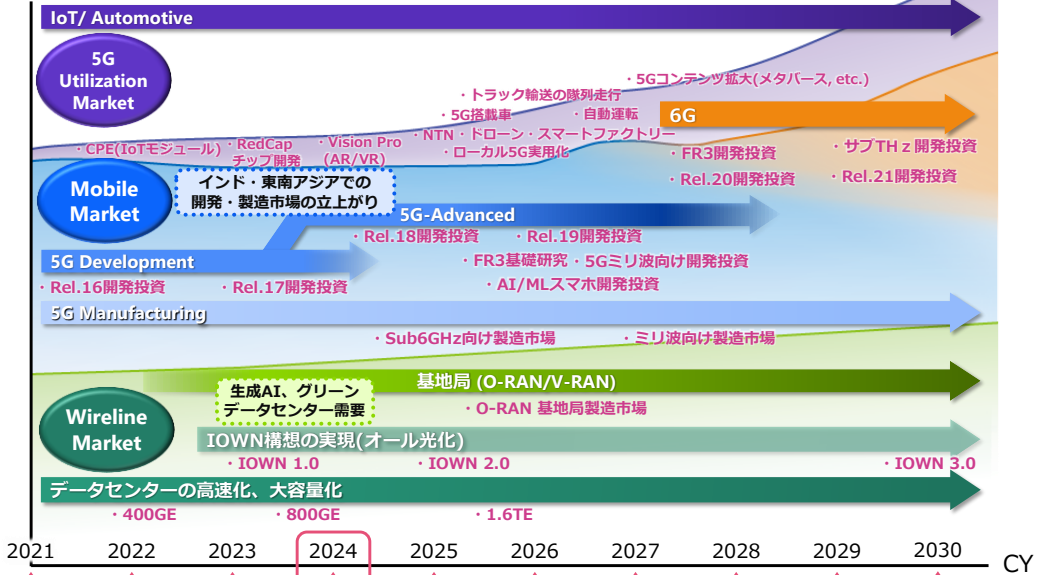 IoT/ Automotive
5G
Utilization
Market
・5Gコンテンツ拡大(メタバース, etc.)
・トラック輸送の隊列走行
・5G搭載車
・自動運転
6G
・CPE(IoTモジュール)
・RedCap
チップ開発
・Vision Pro
(AR/VR)
・NTN・ドローン・スマートファクトリー
・ローカル5G実用化
・FR3開発投資
・サブTHz開発投資
・Rel.20開発投資
・Rel.21開発投資
Mobile
Market
インド・東南アジアでの
開発・製造市場の立上がり
5G-Advanced
・Rel.18開発投資
・Rel.19開発投資
5G Development
・FR3基礎研究・5Gミリ波向け開発投資
・Rel.16開発投資
・Rel.17開発投資
・AI/MLスマホ開発投資
5G Manufacturing
・Sub6GHz向け製造市場
・ミリ波向け製造市場
基地局 (O-RAN/V-RAN)
生成AI、グリーン
データセンター需要
・O-RAN 基地局製造市場
Wireline
Market
IOWN構想の実現(オール光化)
・IOWN 1.0
・IOWN 2.0
・IOWN 3.0
データセンターの高速化、大容量化
・400GE
・800GE
・1.6TE
2021 2022 2023 2024 2025 2026 2027 2028 2029 2030
CY